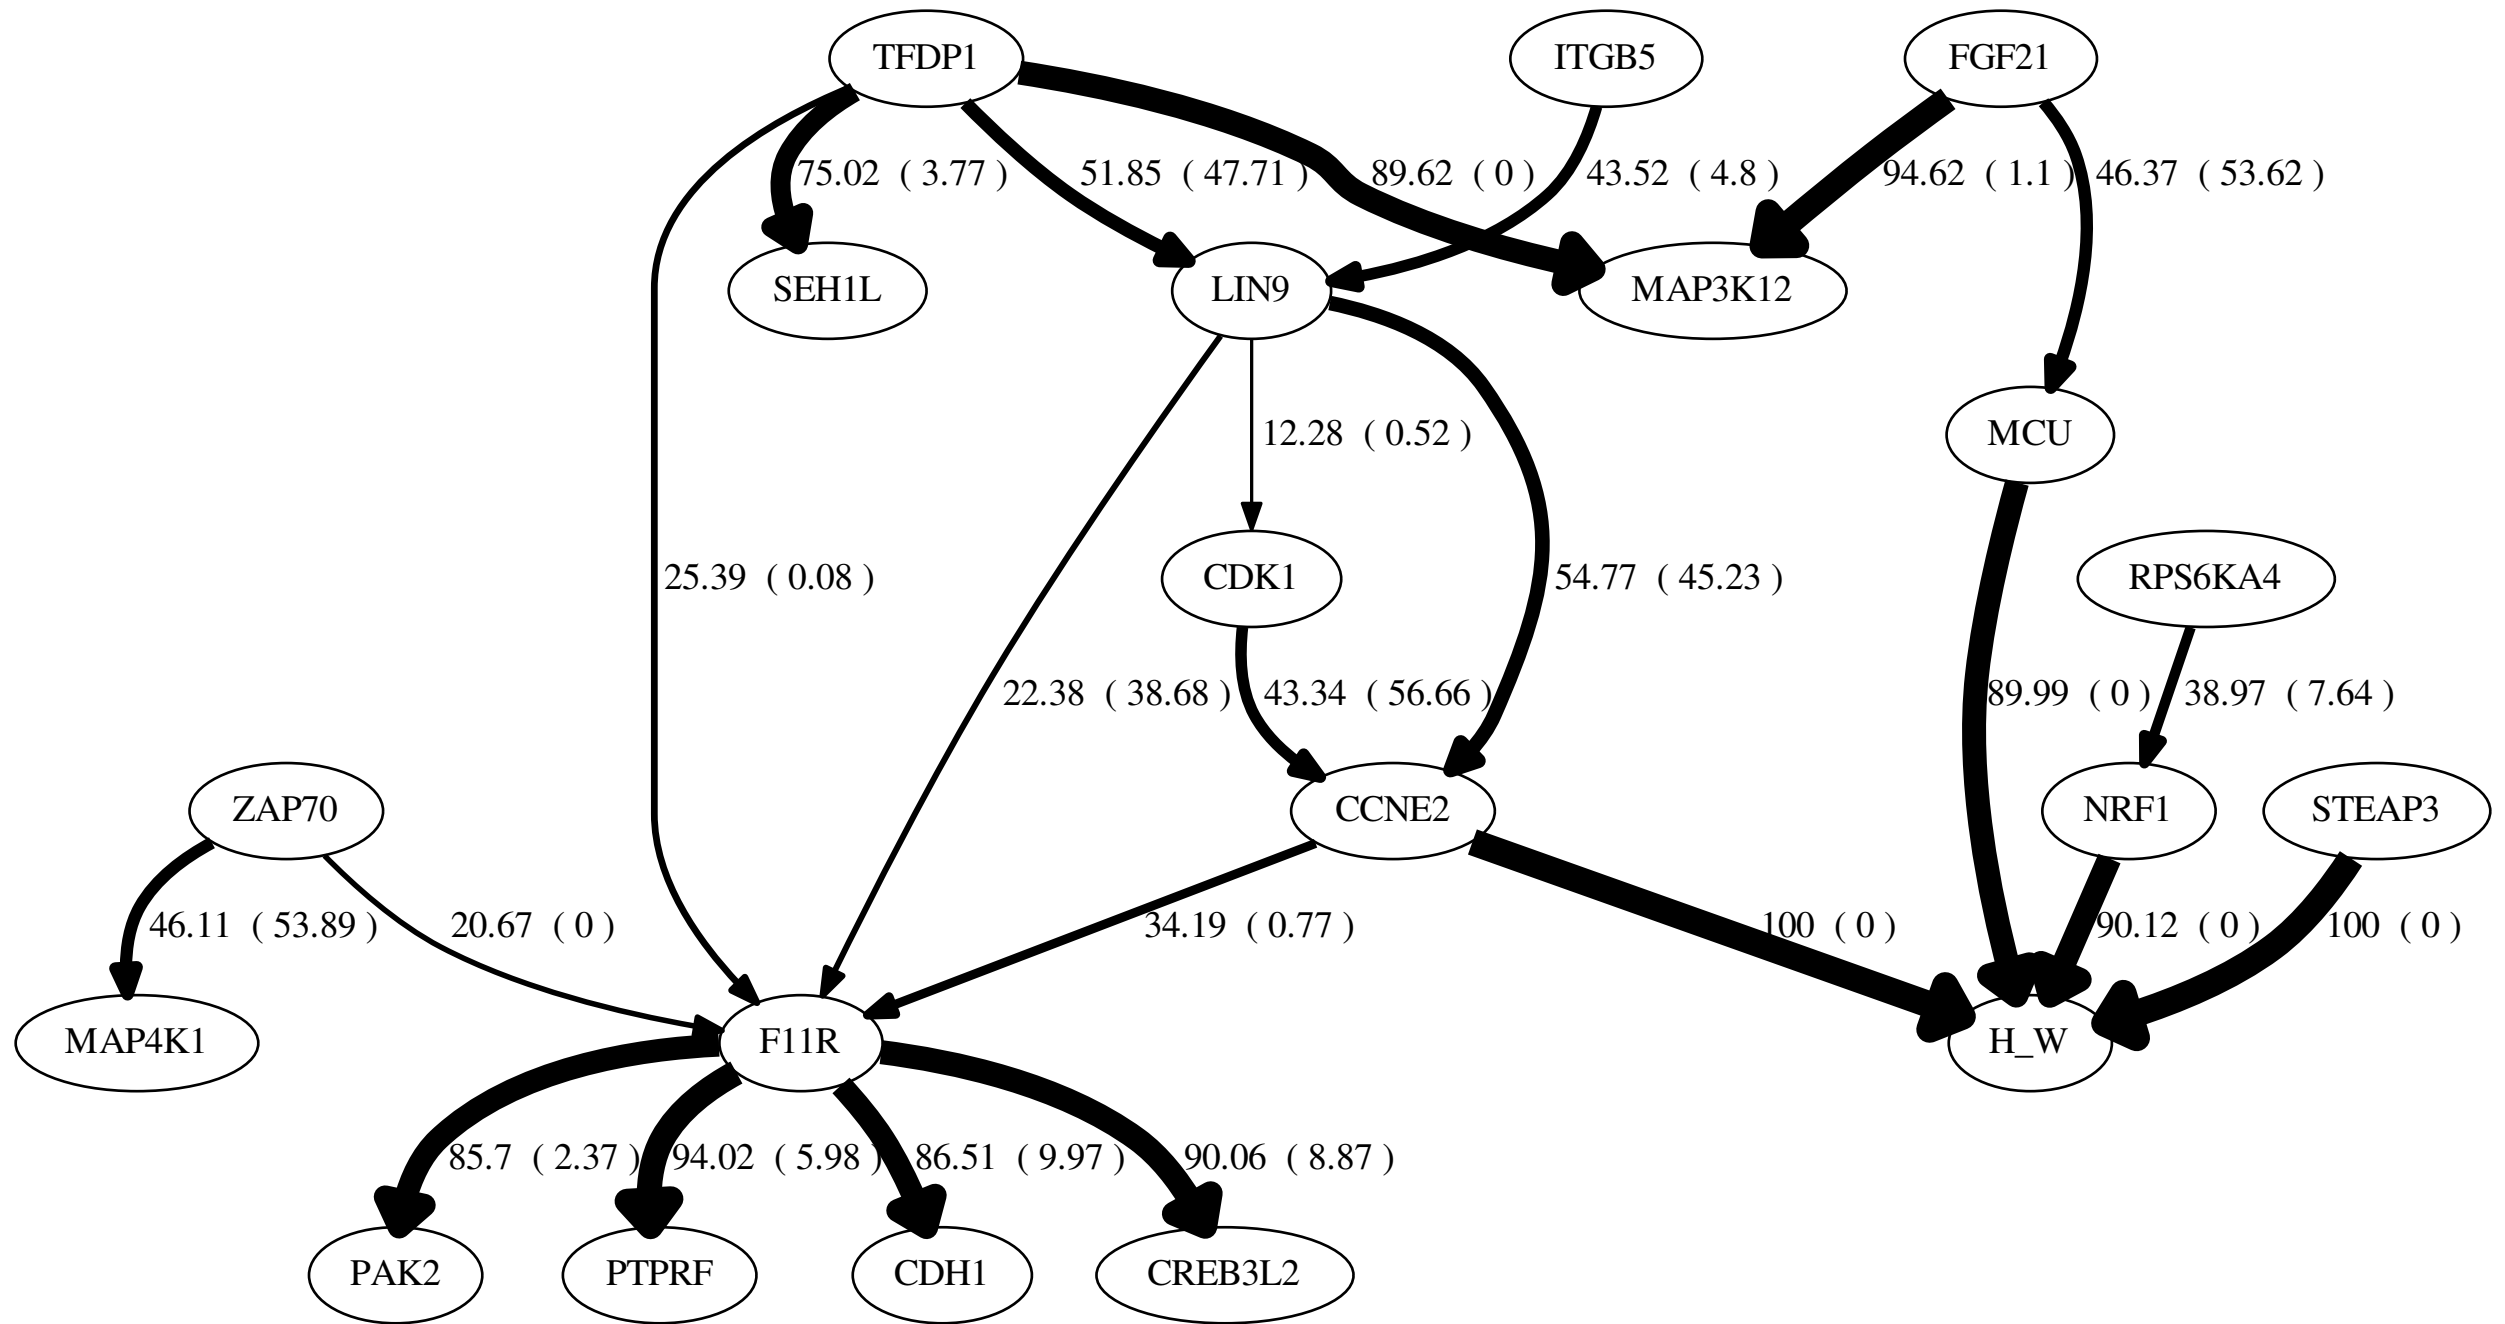 TFDP1
ITGB5
FGF21
75.02 ( 3.77 )
51.85 ( 47.71 )
89.62 ( 0 )
43.52 ( 4.8 )
94.62 ( 1.1 )
46.37 ( 53.62 )
SEH1L
LIN9
MAP3K12
12.28 ( 0.52 )
MCU
25.39 ( 0.08 )
CDK1
54.77 ( 45.23 )
RPS6KA4
22.38 ( 38.68 )
43.34 ( 56.66 )
89.99 ( 0 )
38.97 ( 7.64 )
ZAP70
CCNE2
NRF1
STEAP3
46.11 ( 53.89 )
20.67 ( 0 )
34.19 ( 0.77 )
100 ( 0 )
90.12 ( 0 )
100 ( 0 )
MAP4K1
F11R
H_W
85.7 ( 2.37 )
94.02 ( 5.98 )
86.51 ( 9.97 )
90.06 ( 8.87 )
PAK2
PTPRF
CDH1
CREB3L2